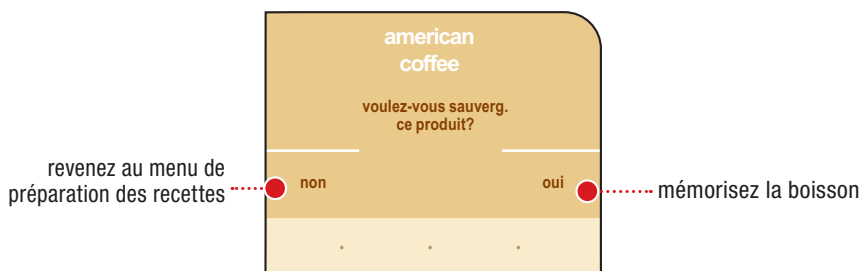 american
coffee
voulez-vous sauverg.
ce produit?
revenez au menu de
préparation des recettes
non
oui
mémorisez la boisson